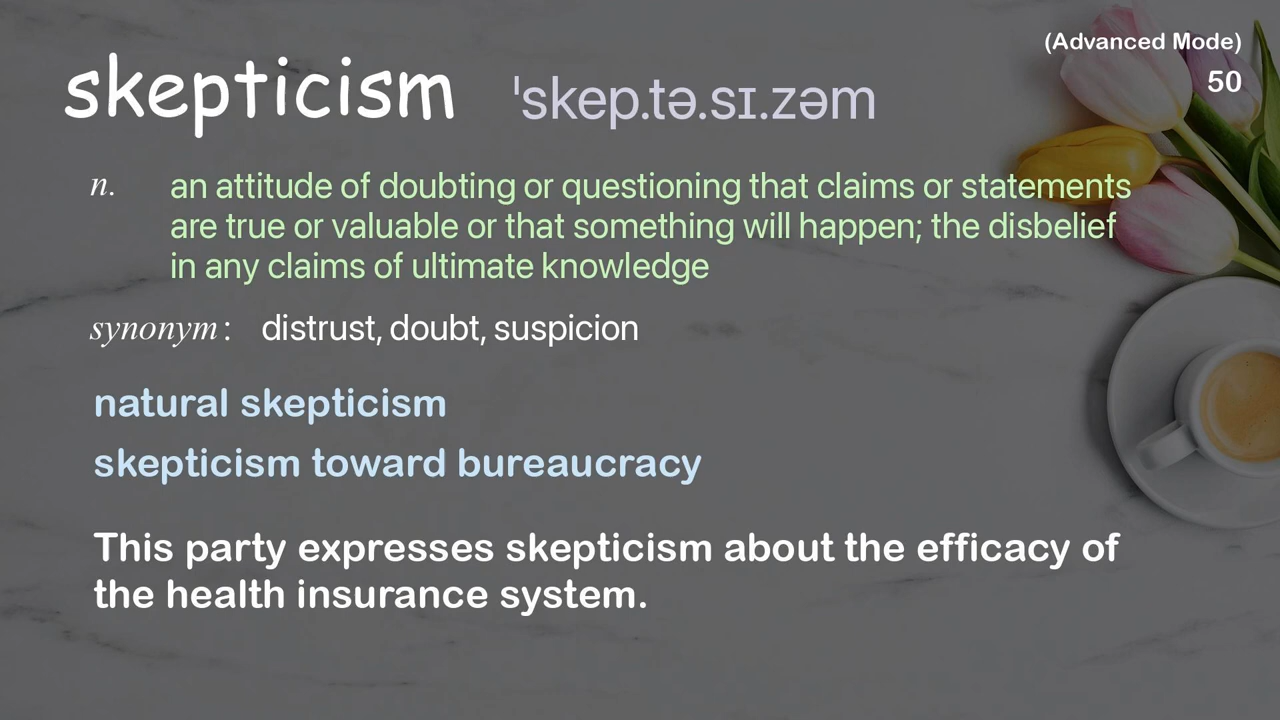 (Advanced Mode)
50
skepticism ˈskep.tə.sɪ.zəm
n. an attitude of doubting or questioning that claims or statements
are true or valuable or that something will happen; the disbelief
in any claims of ultimate knowledge
synonym: distrust, doubt, suspicion
natural skepticism
skepticism toward bureaucracy
This party expresses skepticism about the efficacy of
the health insurance system.